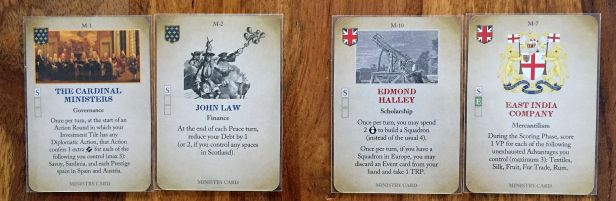 M-1
THE CARDINAL
MINISTERS
Governance
S
Once per turn, at the start of an
Action Round in which your
Investment Tile has any
Diplomatic Action, that Action
confers 1 extra for each of the
following you control (max 3):
Savoy, Sardinia, and each Prestige
space in Spain and Austria.
MINISTRY CARD
M-2
JOHN LAW
Finance
S
At the end of each Peace turn,
reduce your Debt by 1
(or 2, if you control any spaces
in Scotland).
MINISTRY CARD
M-10
EDMOND
HALLEY
Scholarship
S
Once per turn, you may spend
2 to build a Squadron
(instead of the usual 4).
Once per turn, if you have a
Squadron in Europe, you may
discard an Event card from your
hand and take 1 TRP.
MINISTRY CARD
M-7
EAST INDIA
COMPANY
Mercantilism
S
E
During the Scoring Phase, score
1 VP for each of the following
unexhausted Advantages you
control (maximum 3): Textiles,
Silk, Fruit, Fur Trade, Rum.
MINISTRY CARD